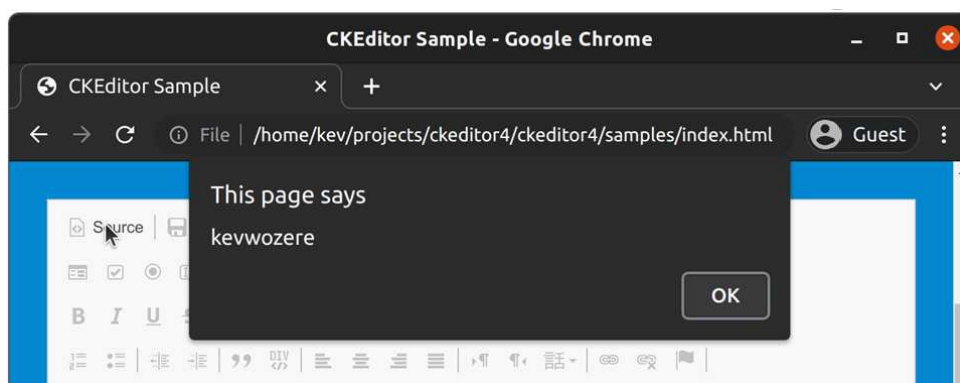 CKEditor Sample - Google Chrome
CKEditor Sample
File | /home/kev/projects/ckeditor4/ckeditor4/samples/index.html Guest
This page says
kevwozere
Source
OK
B I U
DIV
話